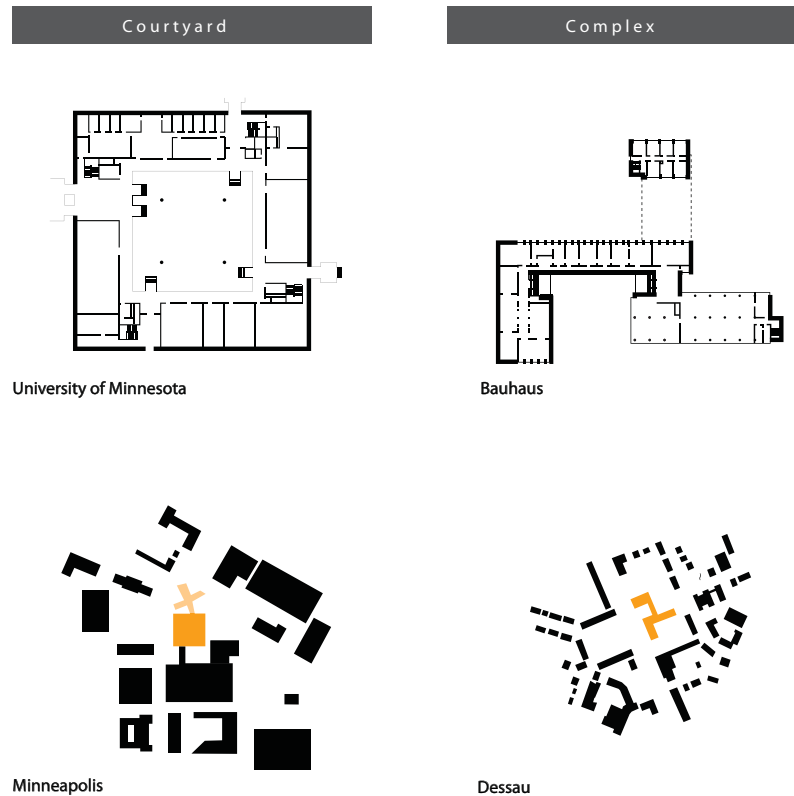 Courtyard
Complex
University of Minnesota
Bauhaus
Minneapolis
Dessau